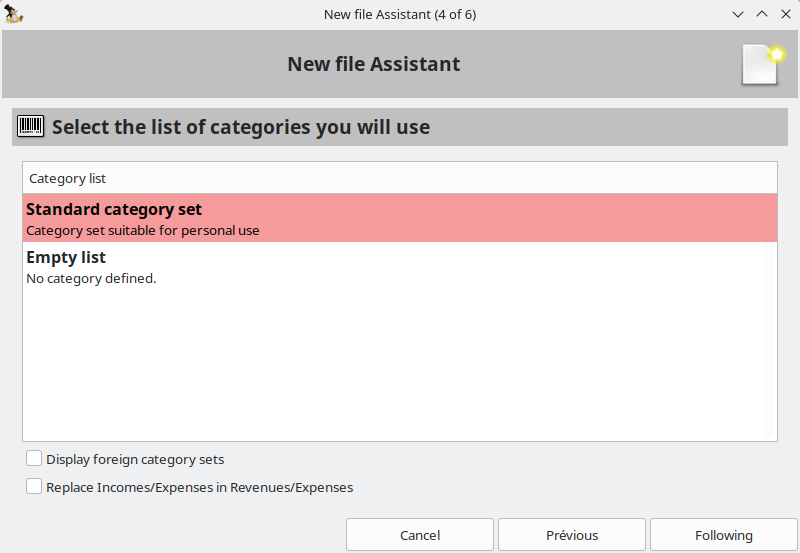 New file Assistant (4 of 6)
New file Assistant
Select the list of categories you will use
Category list
Standard category set
Category set suitable for personal use
Empty list
No category defined.
Display foreign category sets
Replace Incomes/Expenses in Revenues/Expenses
Cancel
Prévious
Following